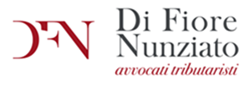 DFN
Di Fiore
Nunziato
avvocati tributaristi